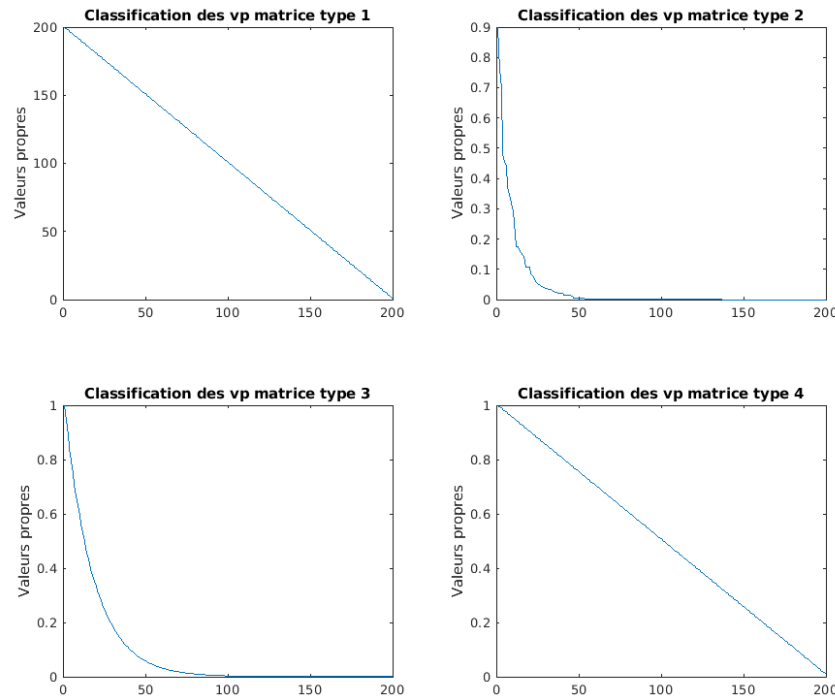 Classification des vp matrice type 1
Valeurs propres
200
150
100
50
0
0 50 100 150 200
Classification des vp matrice type 2
Valeurs propres
0.9
0.8
0.7
0.6
0.5
0.4
0.3
0.2
0.1
0
0 50 100 150 200
Classification des vp matrice type 3
Valeurs propres
1
0.8
0.6
0.4
0.2
0
0 50 100 150 200
Classification des vp matrice type 4
Valeurs propres
1
0.8
0.6
0.4
0.2
0
0 50 100 150 200